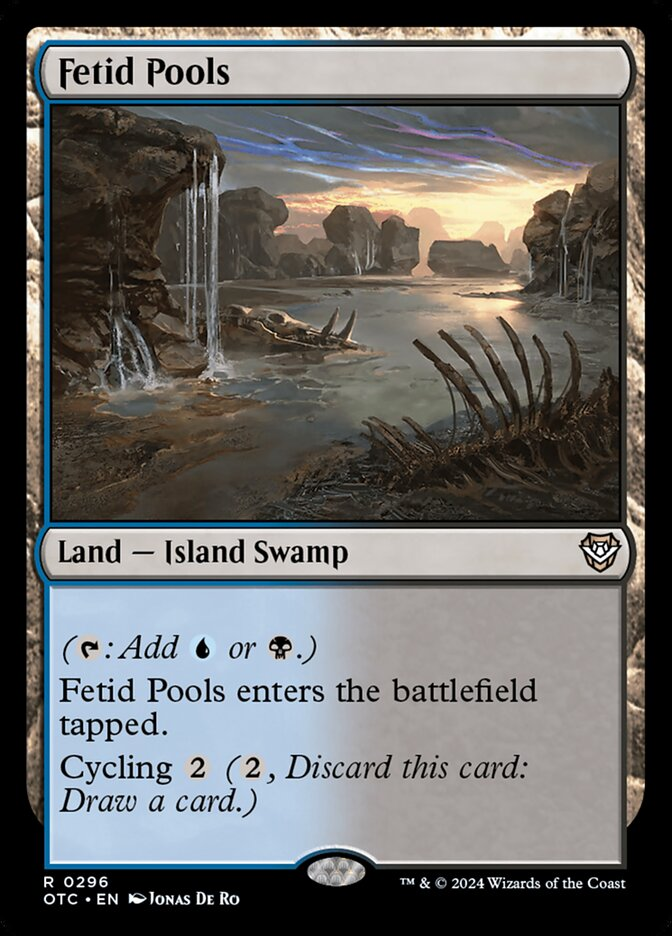 Fetid Pools
Land — Island Swamp
( : Add or .)
Fetid Pools enters the battlefield
tapped.
Cycling 2 (2, Discard this card:
Draw a card.)
R 0296
OTC • EN Jonas De Ro
™ & © 2024 Wizards of the Coast